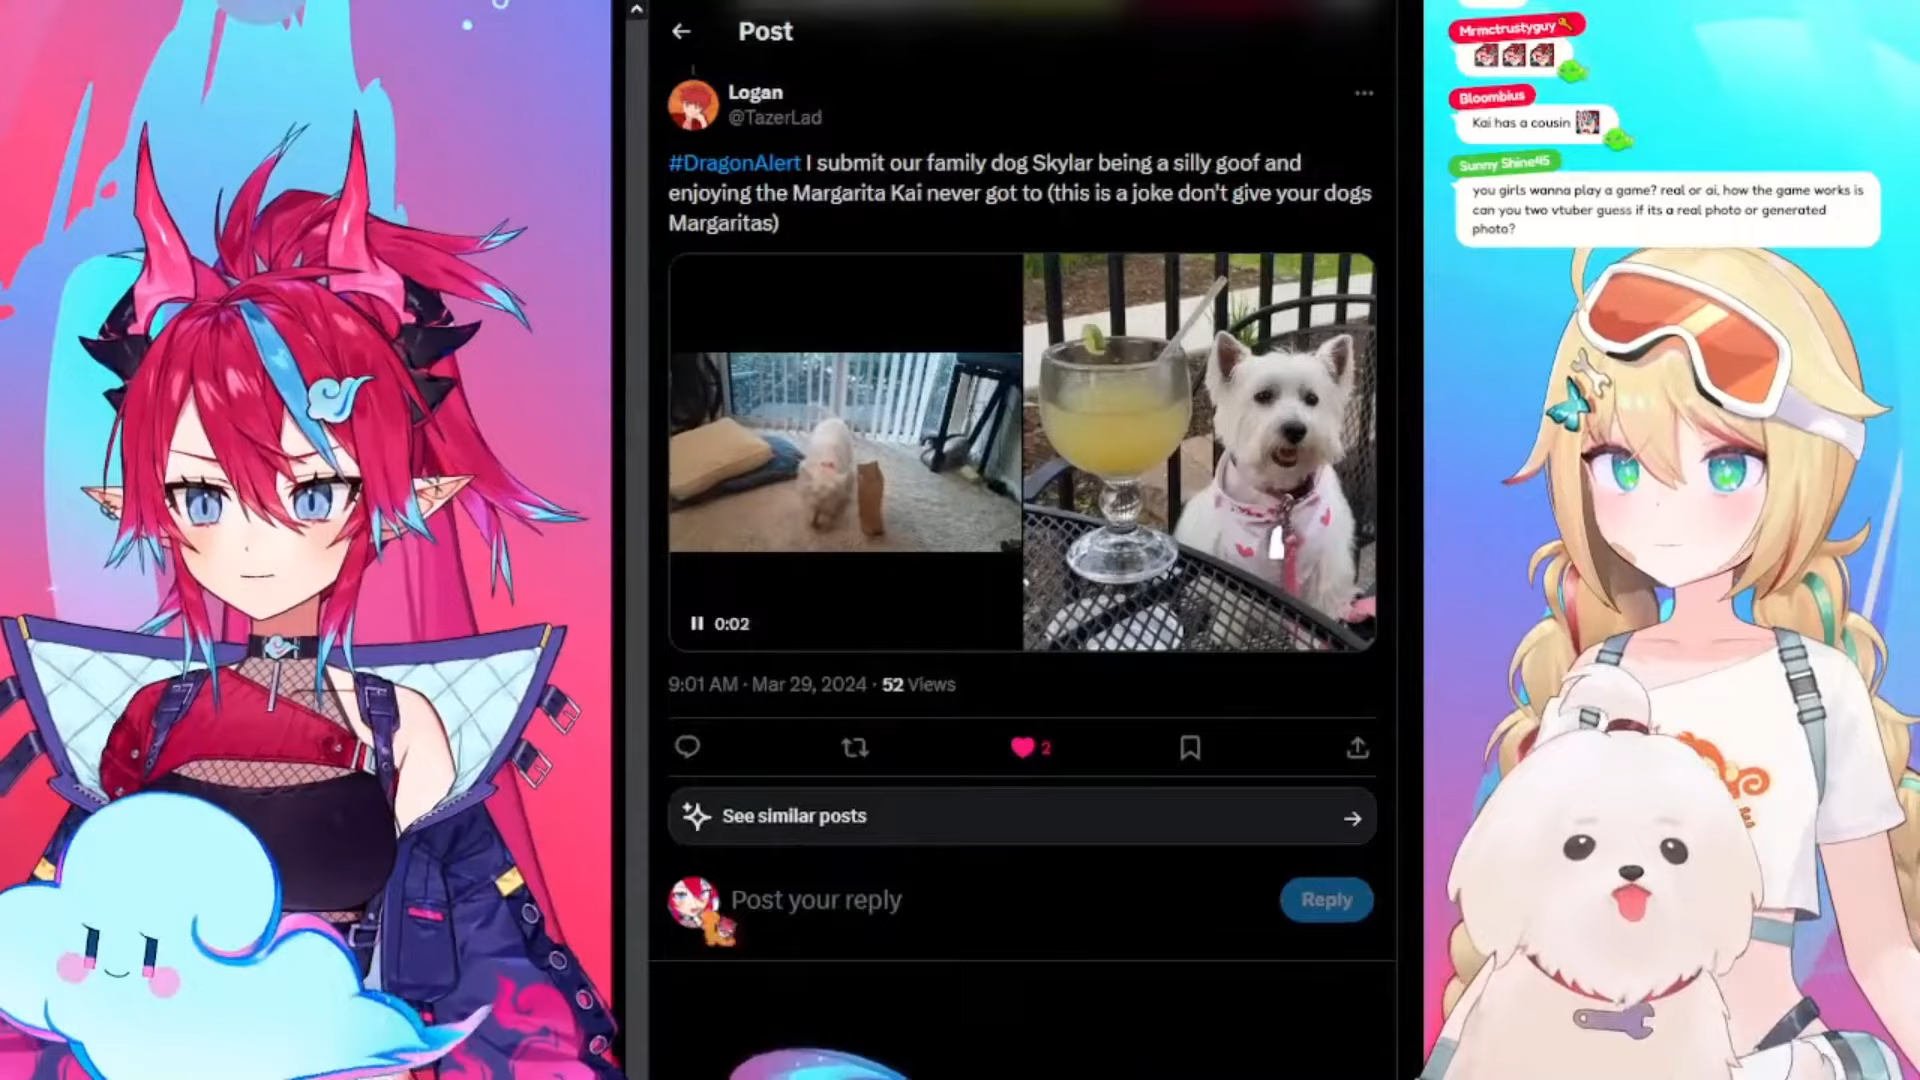 Post
Logan
@TazerLad
#DragonAlert I submit our family dog Skylar being a silly goof and
enjoying the Margarita Kai never got to (this is a joke don't give your dogs
Margaritas)
0:02
9:01 AM · Mar 29, 2024 · 52 Views
2
See similar posts
Post your reply
Reply
Mrmctrustyguy
Bloombius
Kai has a cousin
Sunny Shine45
you girls wanna play a game? real or ai, how the game works is
can you two vtuber guess if its a real photo or generated
photo?